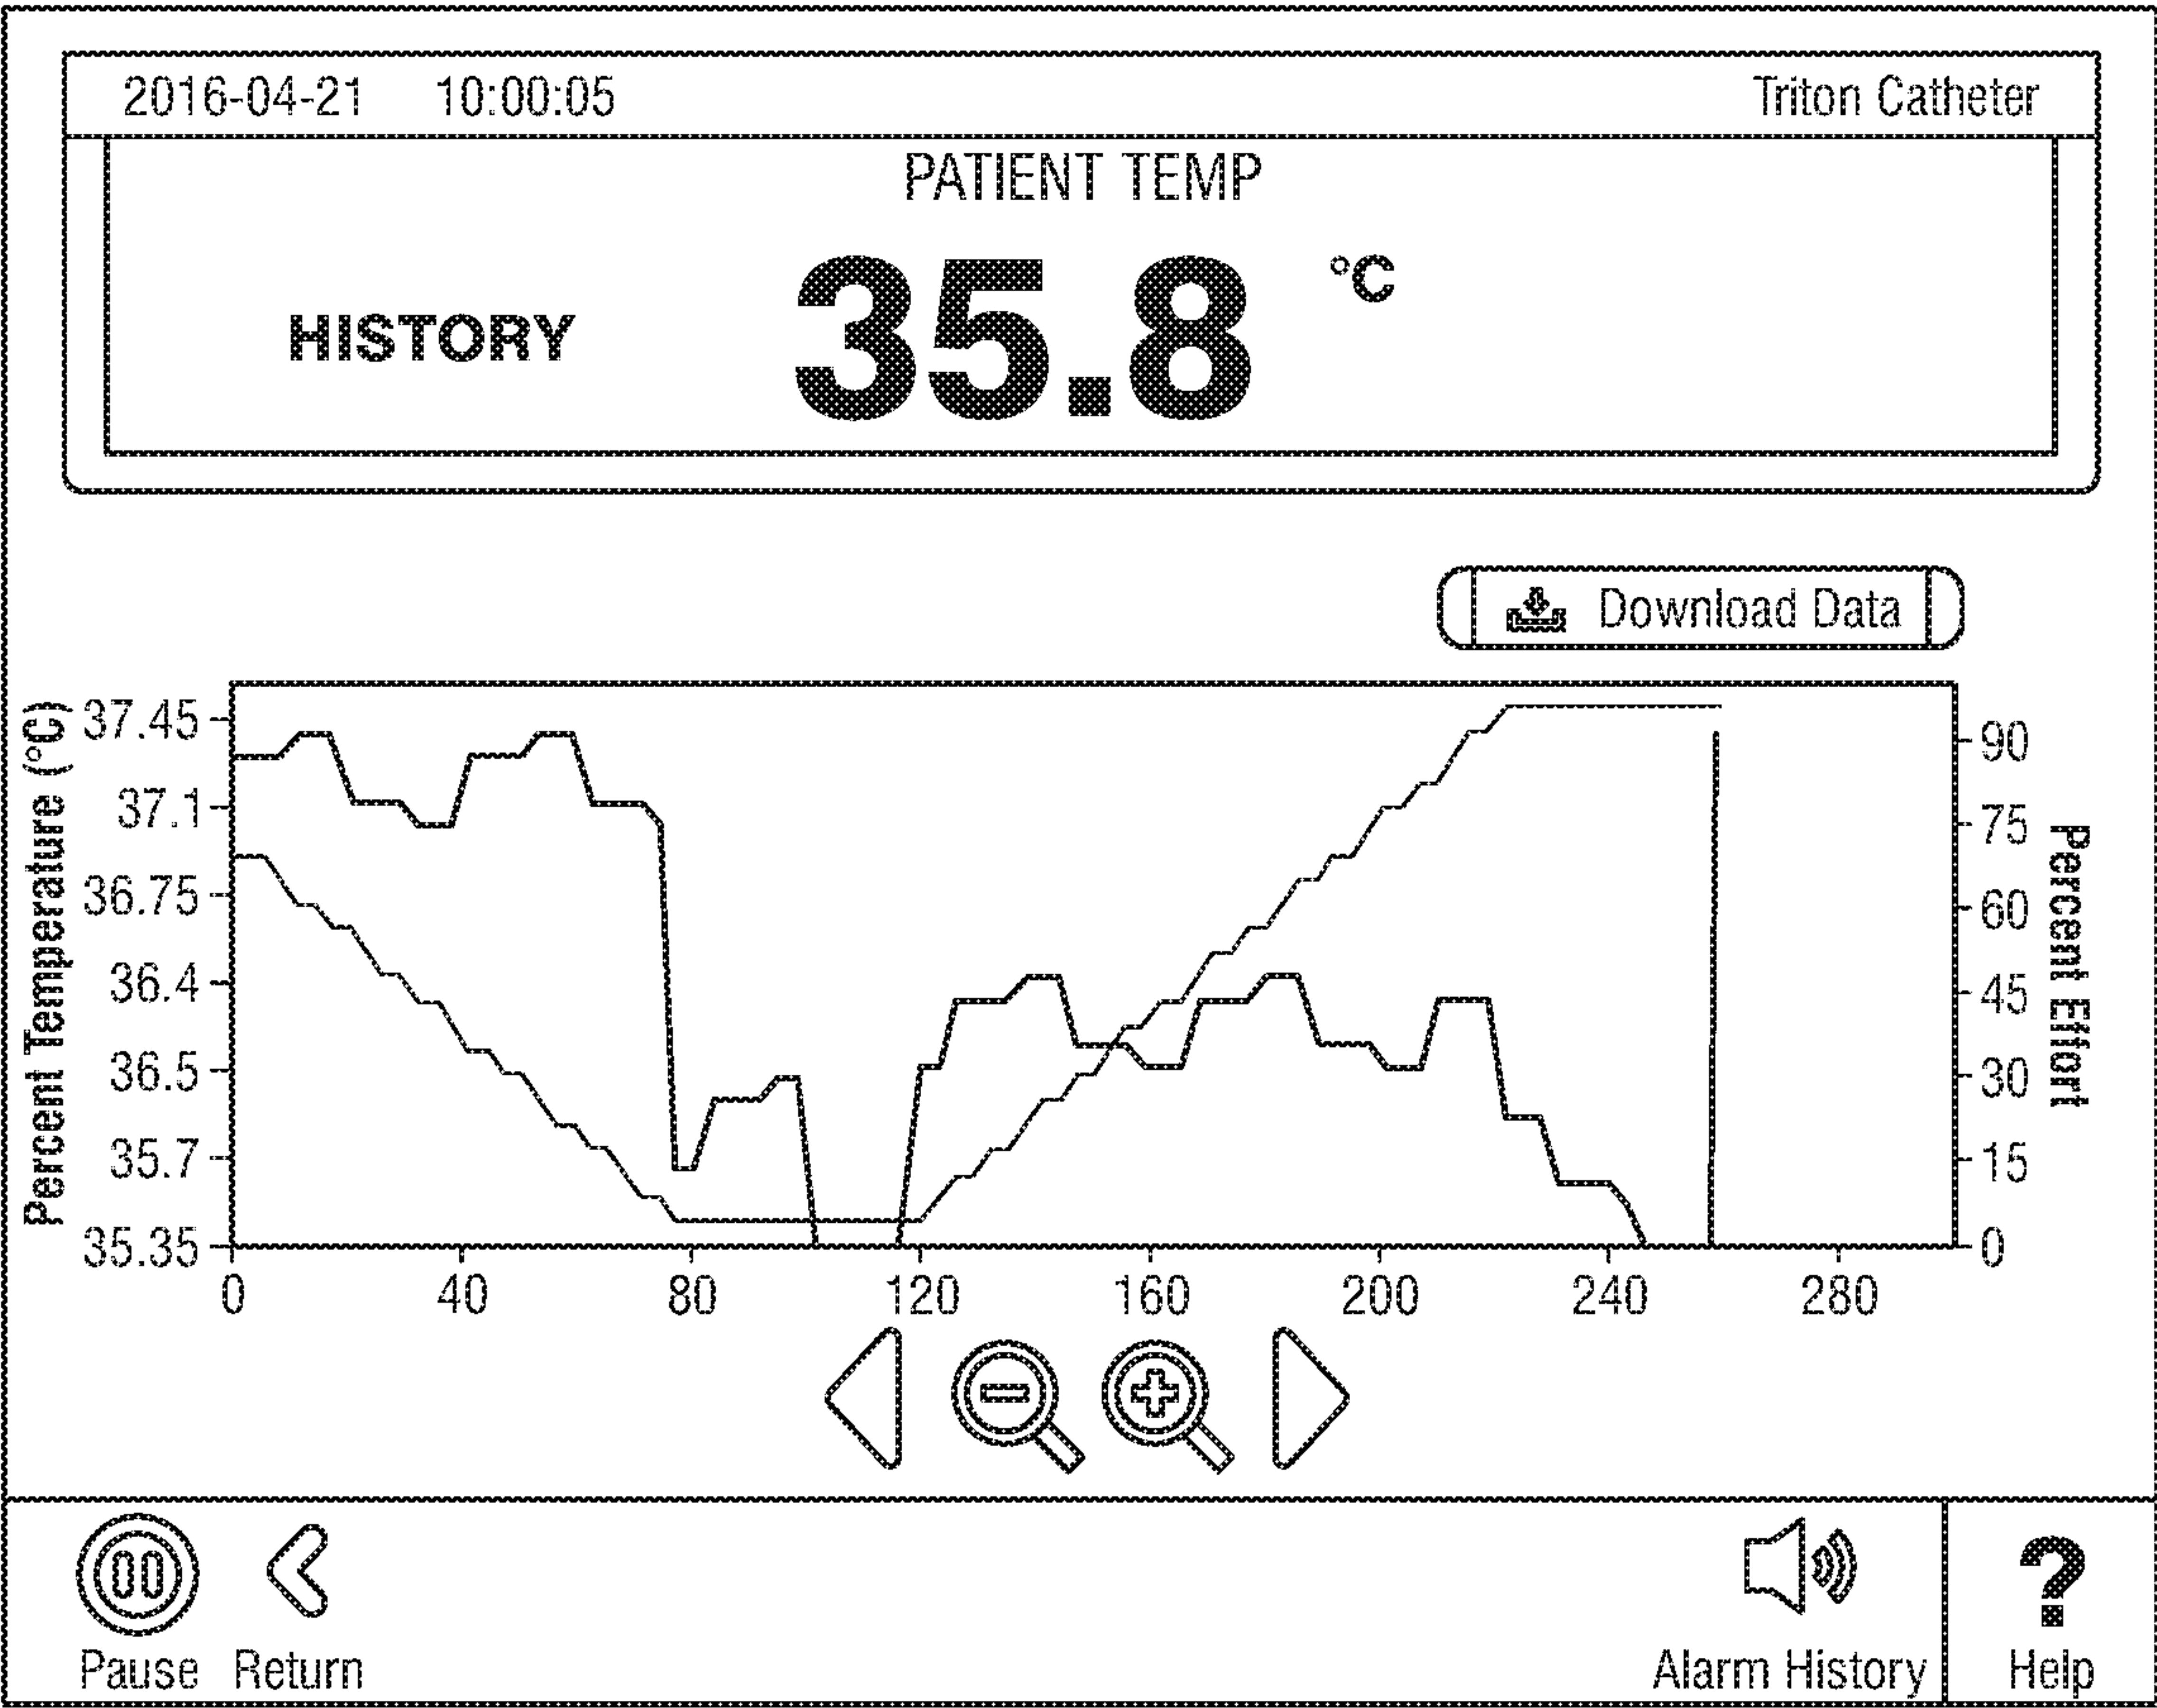 2016-04-21 10:00:05 Triton Catheter
PATIENT TEMP
HISTORY 35.8 °C
Download Data
Percent Temperature (°C)
37.45
37.1
36.75
36.4
36.5
35.7
35.35
90
75
60
45
30
15
0
Percent Effort
0 40 80 120 160 200 240 280
Pause Return Alarm History ? Help